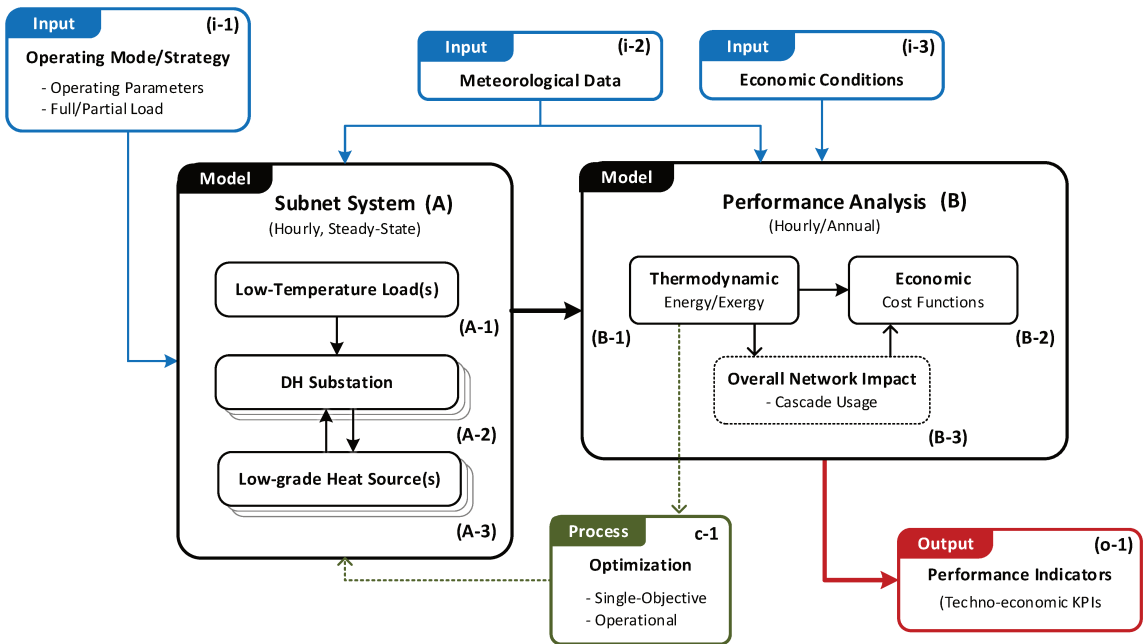 Input
(i-1)
Operating Mode/Strategy
- Operating Parameters
- Full/Partial Load
Input
(i-2)
Meteorological Data
Input
(i-3)
Economic Conditions
Model
Subnet System (A)
(Hourly, Steady-State)
Low-Temperature Load(s)
(A-1)
DH Substation
(A-2)
Low-grade Heat Source(s)
(A-3)
Model
Performance Analysis (B)
(Hourly/Annual)
Thermodynamic
Energy/Exergy
(B-1)
Economic
Cost Functions
(B-2)
Overall Network Impact
- Cascade Usage
(B-3)
Process
c-1
Optimization
- Single-Objective
- Operational
Output
(o-1)
Performance Indicators
(Techno-economic KPIs